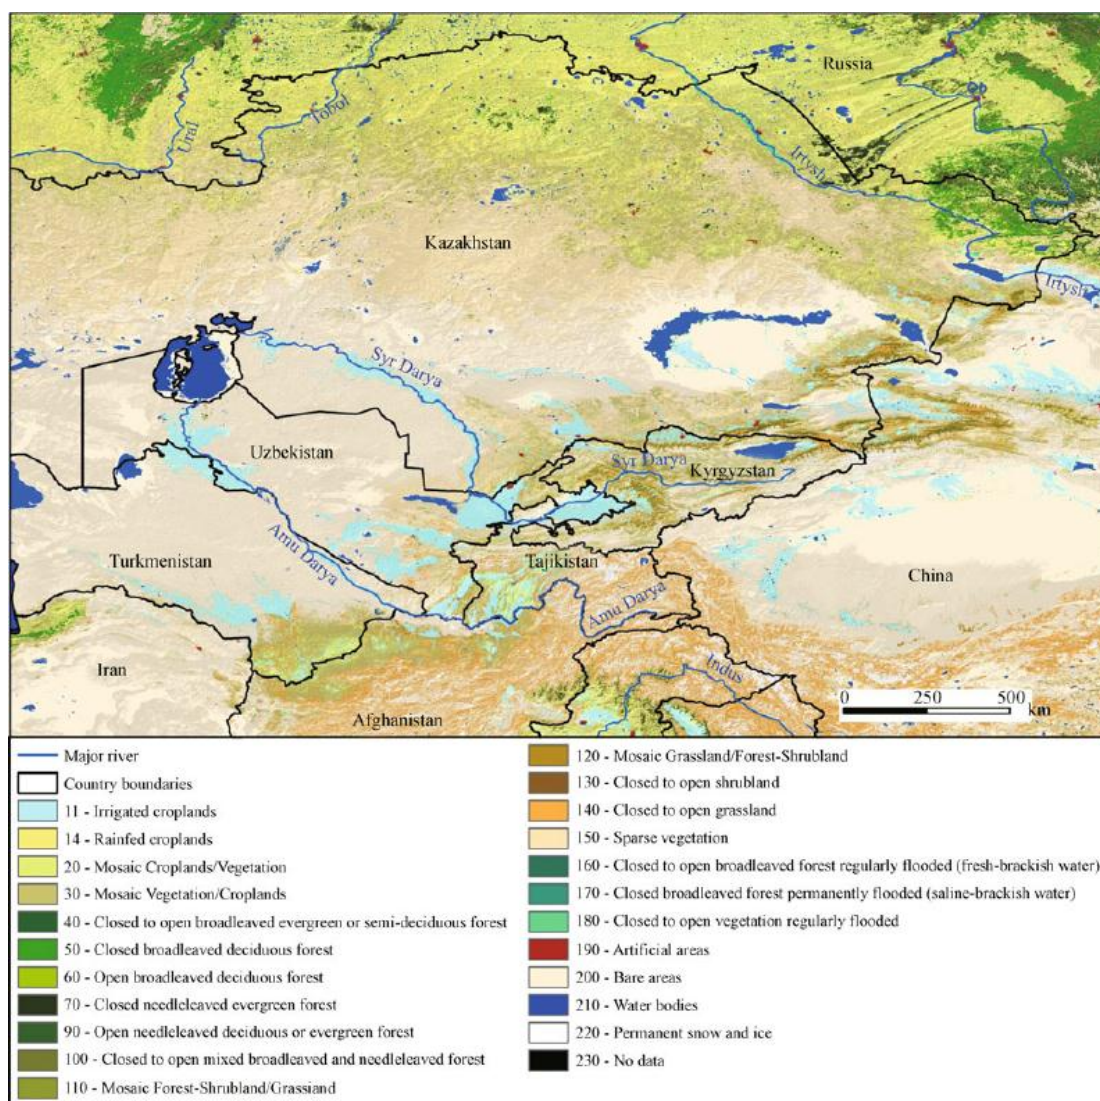 Russia
Ob
Ural
Tobol
Irtysh
Kazakhstan
Irtysh
Syr Darya
Uzbekistan
Syr Darya
Kyrgyzstan
Turkmenistan
Amu Darya
Tajikistan
China
Amu Darya
Iran
Indus
Afghanistan
0 250 500
km
Major river
Country boundaries
11 - Irrigated croplands
14 - Rainfed croplands
20 - Mosaic Croplands/Vegetation
30 - Mosaic Vegetation/Croplands
40 - Closed to open broadleaved evergreen or semi-deciduous forest
50 - Closed broadleaved deciduous forest
60 - Open broadleaved deciduous forest
70 - Closed needleleaved evergreen forest
90 - Open needleleaved deciduous or evergreen forest
100 - Closed to open mixed broadleaved and needleleaved forest
110 - Mosaic Forest-Shrubland/Grassiand
120 - Mosaic Grassland/Forest-Shrubland
130 - Closed to open shrubland
140 - Closed to open grassland
150 - Sparse vegetation
160 - Closed to open broadleaved forest regularly flooded (fresh-brackish water)
170 - Closed broadleaved forest permanently flooded (saline-brackish water)
180 - Closed to open vegetation regularly flooded
190 - Artificial areas
200 - Bare areas
210 - Water bodies
220 - Permanent snow and ice
230 - No data